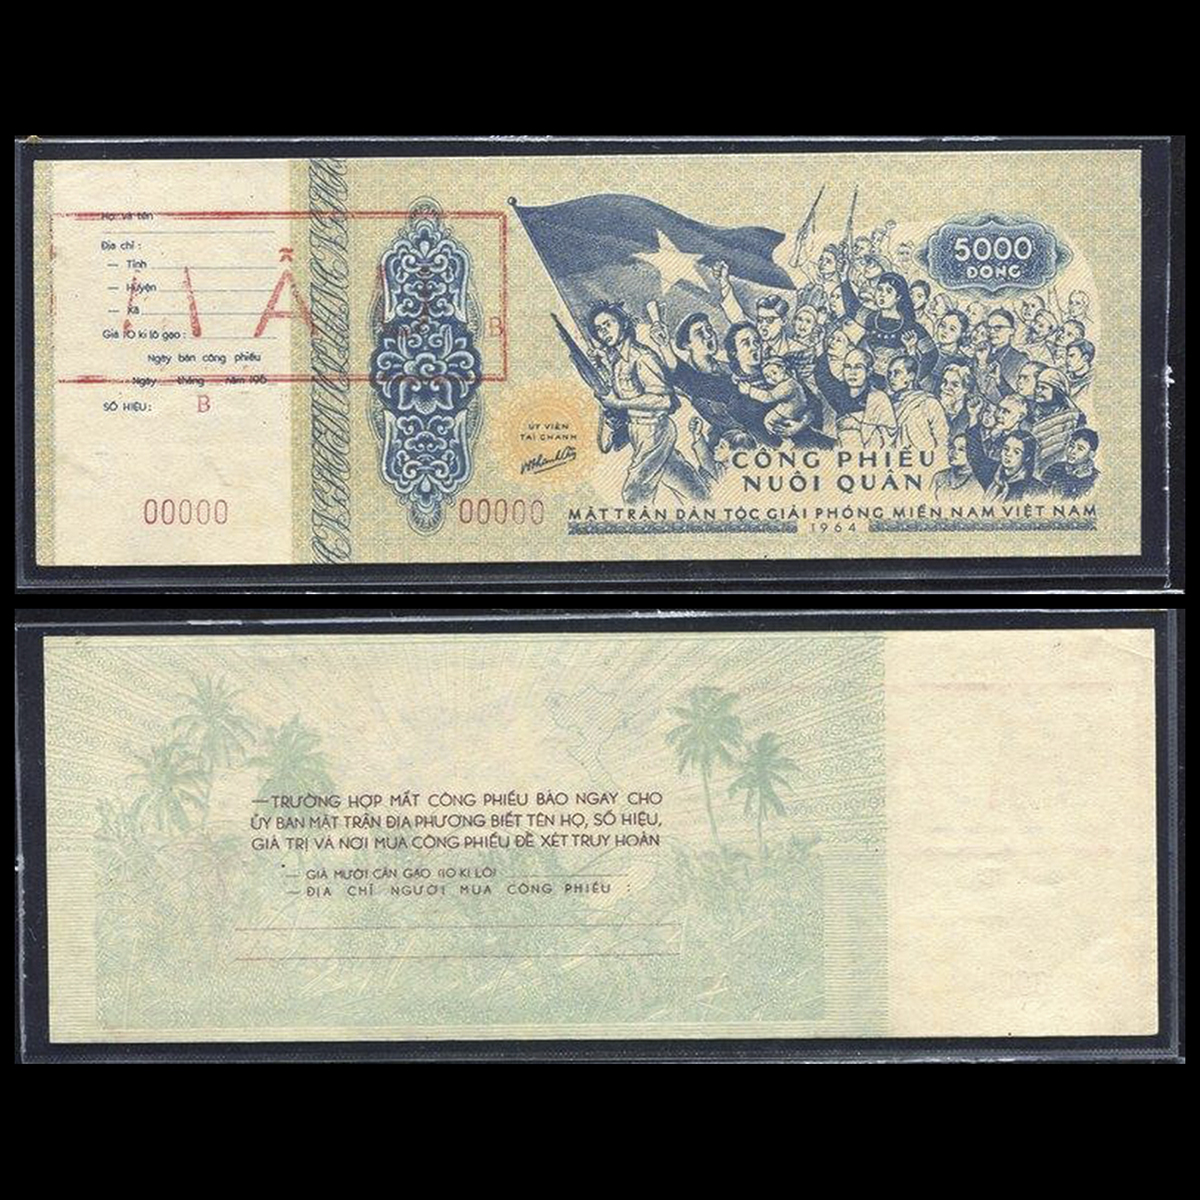 Họ và tên
Địa chỉ :
— Tỉnh
— Huyện
— Xã
Giá 10 kí lô gạo :
Ngày bán công phiếu
Ngày tháng năm 196
SỐ HIỆU :
B
00000
MẪU
B
00000
ỦY VIÊN
TÀI CHÁNH
5000
ĐỒNG
CÔNG PHIẾU
NUÔI QUÂN
MẶT TRẬN DÂN TỘC GIẢI PHÓNG MIỀN NAM VIỆT NAM
1964
— TRƯỜNG HỢP MẤT CÔNG PHIẾU BÁO NGAY CHO
ỦY BAN MẶT TRẬN ĐỊA PHƯƠNG BIẾT TÊN HỌ, SỐ HIỆU,
GIÁ TRỊ VÀ NƠI MUA CÔNG PHIẾU ĐỂ XÉT TRUY HOÀN
— GIÁ MƯỜI CÂN GẠO (10 KI LÔ)
— ĐỊA CHỈ NGƯỜI MUA CÔNG PHIẾU :